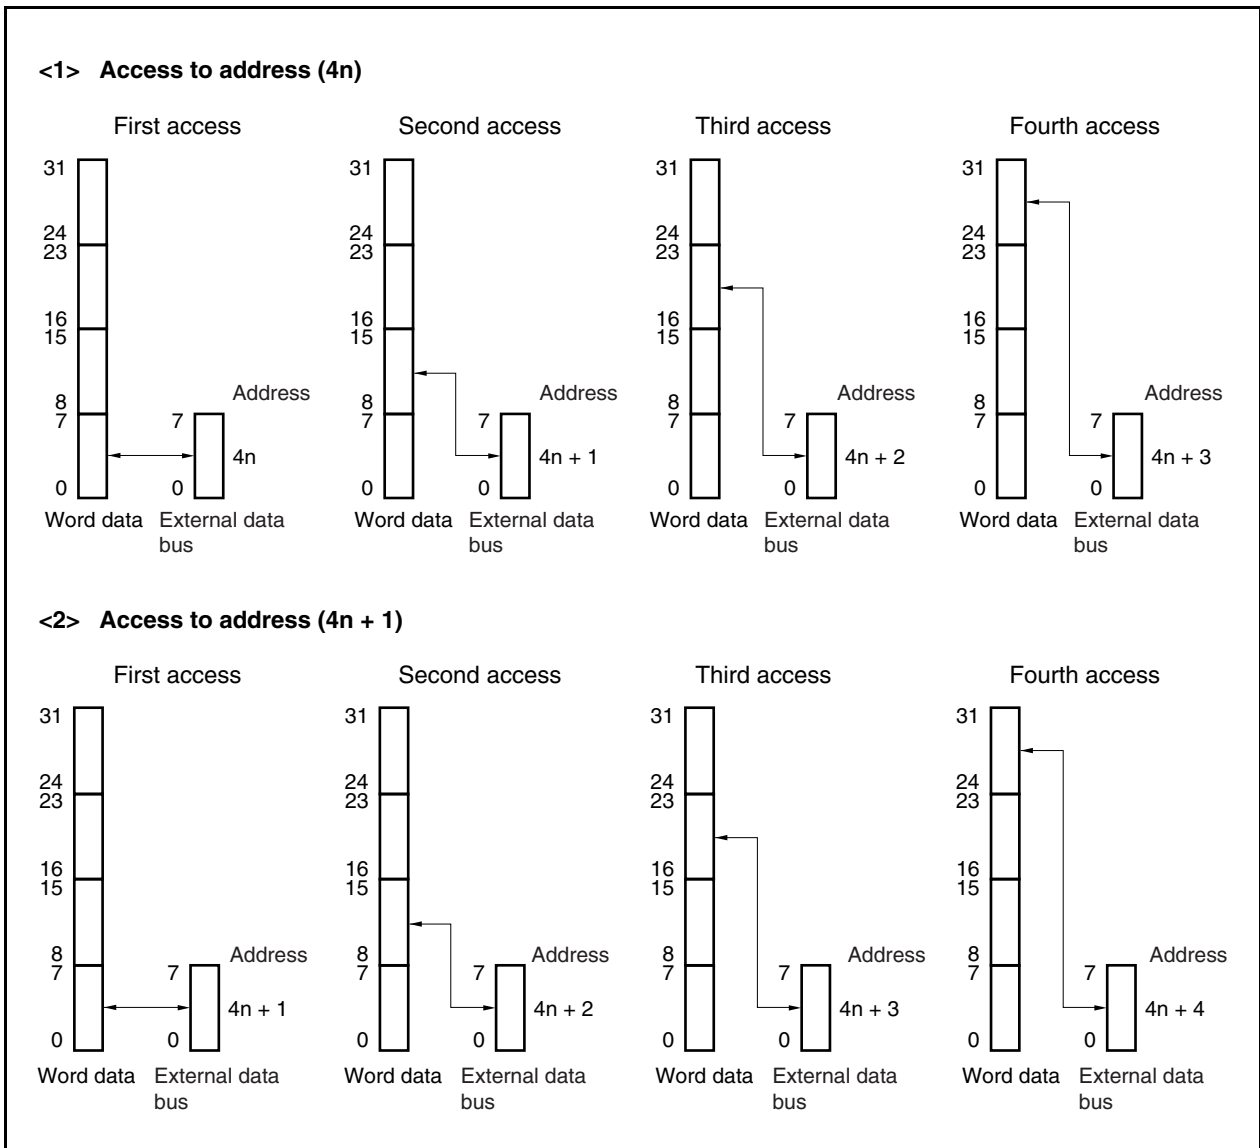 <1> Access to address (4n)
First access Second access Third access Fourth access
31 31 31 31
24 24 24 24
23 23 23 23
16 16 16 16
15 15 15 15
Address Address Address Address
8 8 8 8
7 7 7 7 7 7 7 7
4n 4n + 1 4n + 2 4n + 3
0 0 0 0 0 0 0 0
Word data External data Word data External data Word data External data Word data External data
bus bus bus bus
<2> Access to address (4n + 1)
First access Second access Third access Fourth access
31 31 31 31
24 24 24 24
23 23 23 23
16 16 16 16
15 15 15 15
8 Address 8 Address 8 Address 8 Address
7 7 7 7 7 7 7 7
4n + 1 4n + 2 4n + 3 4n + 4
0 0 0 0 0 0 0 0
Word data External data Word data External data Word data External data Word data External data
bus bus bus bus